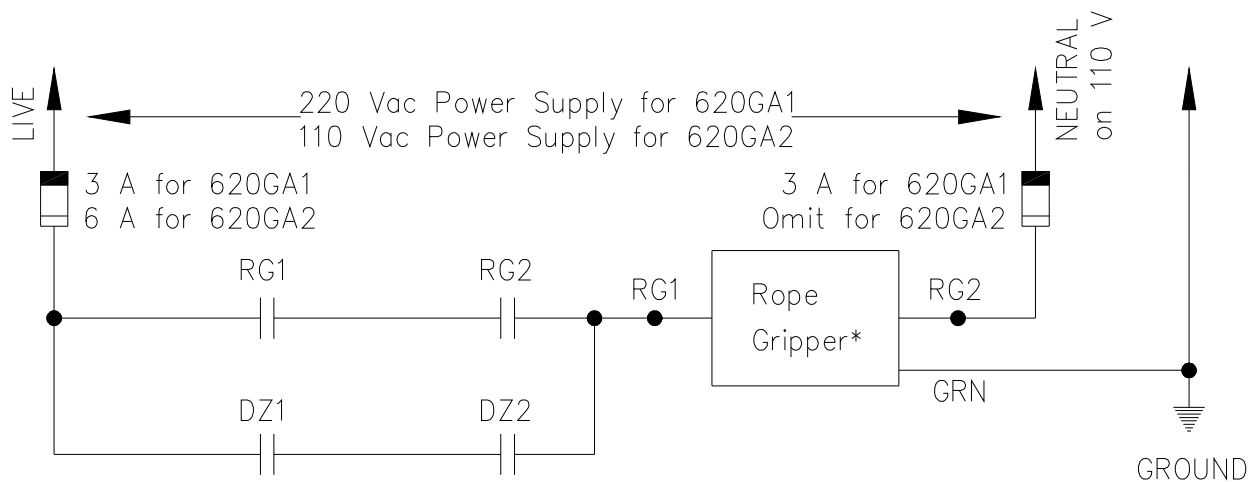 LIVE
220 Vac Power Supply for 620GA1
110 Vac Power Supply for 620GA2
NEUTRAL
on 110 V
3 A for 620GA1
6 A for 620GA2
3 A for 620GA1
Omit for 620GA2
RG1
RG2
RG1
Rope
Gripper*
RG2
GRN
DZ1
DZ2
GROUND